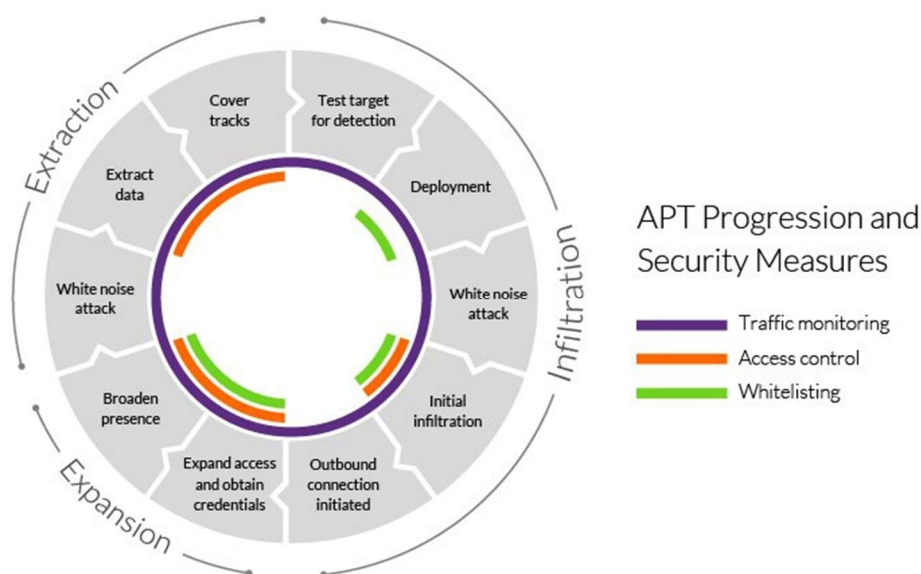 Extraction
Cover
tracks
Test target
for detection
Extract
data
Deployment
APT Progression and
Security Measures
White noise
attack
White noise
attack
Infiltration
Traffic monitoring
Access control
Whitelisting
Broaden
presence
Initial
infiltration
Expand access
and obtain
credentials
Outbound
connection
initiated
Expansion